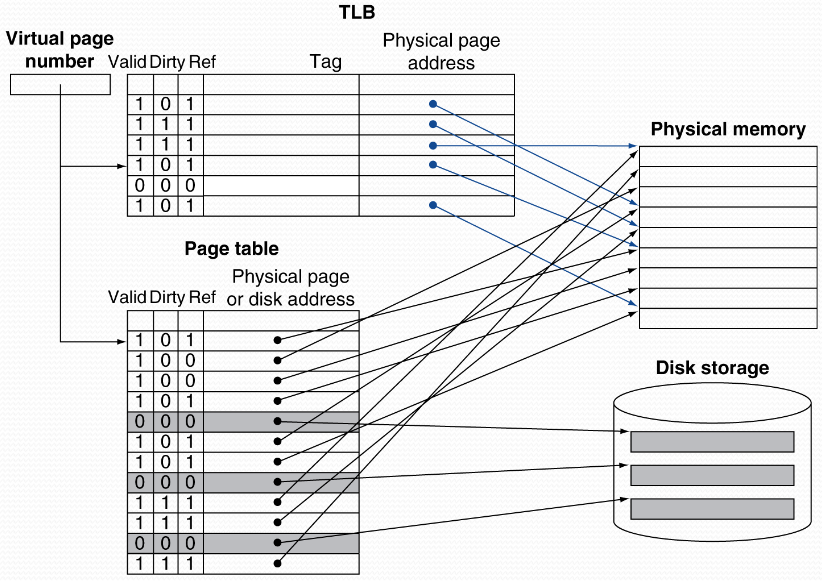 TLB
Virtual page
number
Physical page
address
Valid Dirty Ref
Tag
1 0 1
1 1 1
1 1 1
1 0 1
0 0 0
1 0 1
Physical memory
Page table
Physical page
or disk address
Valid Dirty Ref
1 0 1
1 0 0
1 0 0
1 0 1
0 0 0
1 0 1
1 0 1
0 0 0
1 1 1
1 1 1
0 0 0
1 1 1
Disk storage